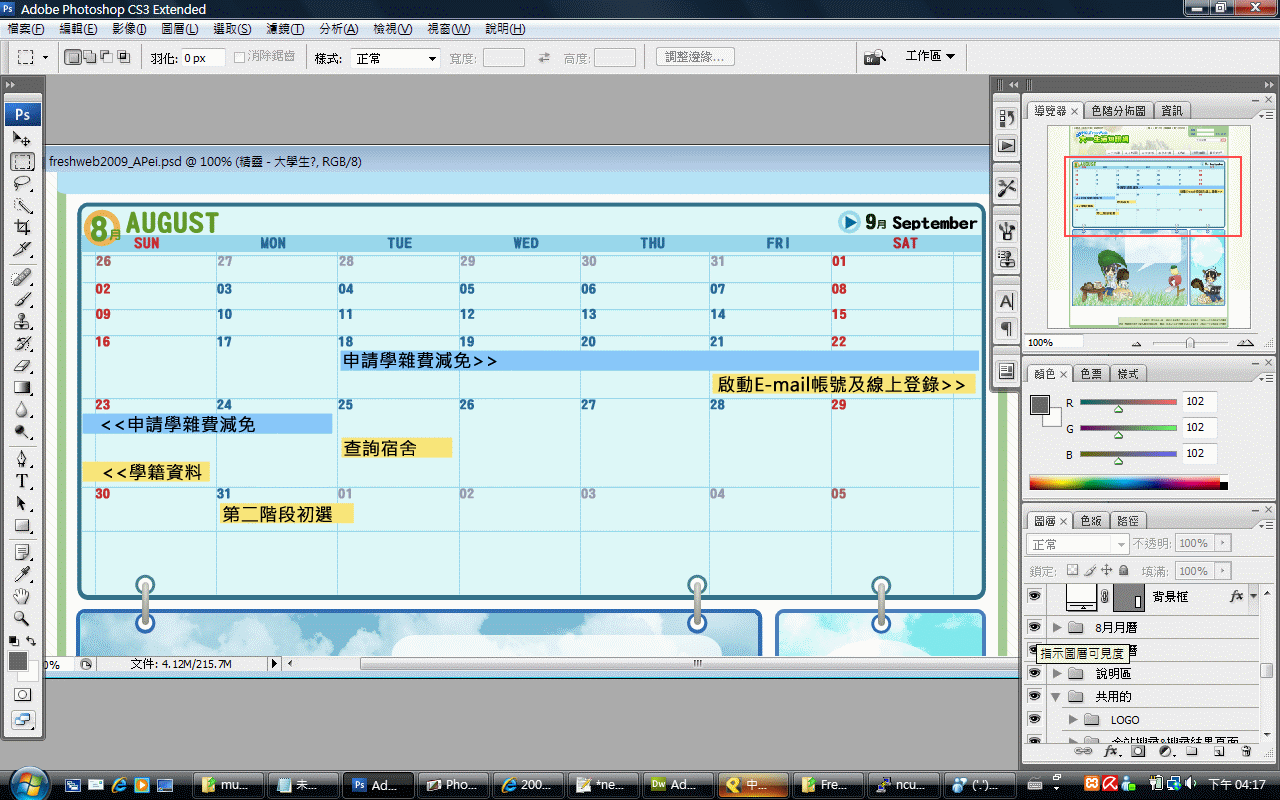 Adobe Photoshop CS3 Extended
檔案(F) 編輯(E) 影像(I) 圖層(L) 選取(S) 濾鏡(T) 分析(A) 檢視(V) 視窗(W) 說明(H)
羽化: 0 px 消除鋸齒 樣式: 正常 寬度: 高度: 調整邊緣... 工作區
Ps
freshweb2009_APei.psd @ 100% (精靈 - 大學生?, RGB/8)
8月 AUGUST
9月 September
SUN MON TUE WED THU FRI SAT
26 27 28 29 30 31 01
02 03 04 05 06 07 08
09 10 11 12 13 14 15
16 17 18 19 20 21 22
申請學雜費減免>>
啟動E-mail帳號及線上登錄>>
23 24 25 26 27 28 29
<<申請學雜費減免
查詢宿舍
<<學籍資料
30 31 01 02 03 04 05
第二階段初選
0% 文件: 4.12M/215.7M
導覽器 色階分佈圖 資訊
100%
顏色 色票 樣式
R 102
G 102
B 102
圖層 色版 路徑
正常 不透明: 100%
鎖定: 填滿: 100%
背景框 fx
8月月曆
指示圖層可見度
說明區
共用的
LOGO
全站搜尋&搜尋結果頁面
mu... 未... Ad... Pho... 200... *ne... Ad... 中... Fre... ncu... (‘.’)... 下午 04:17